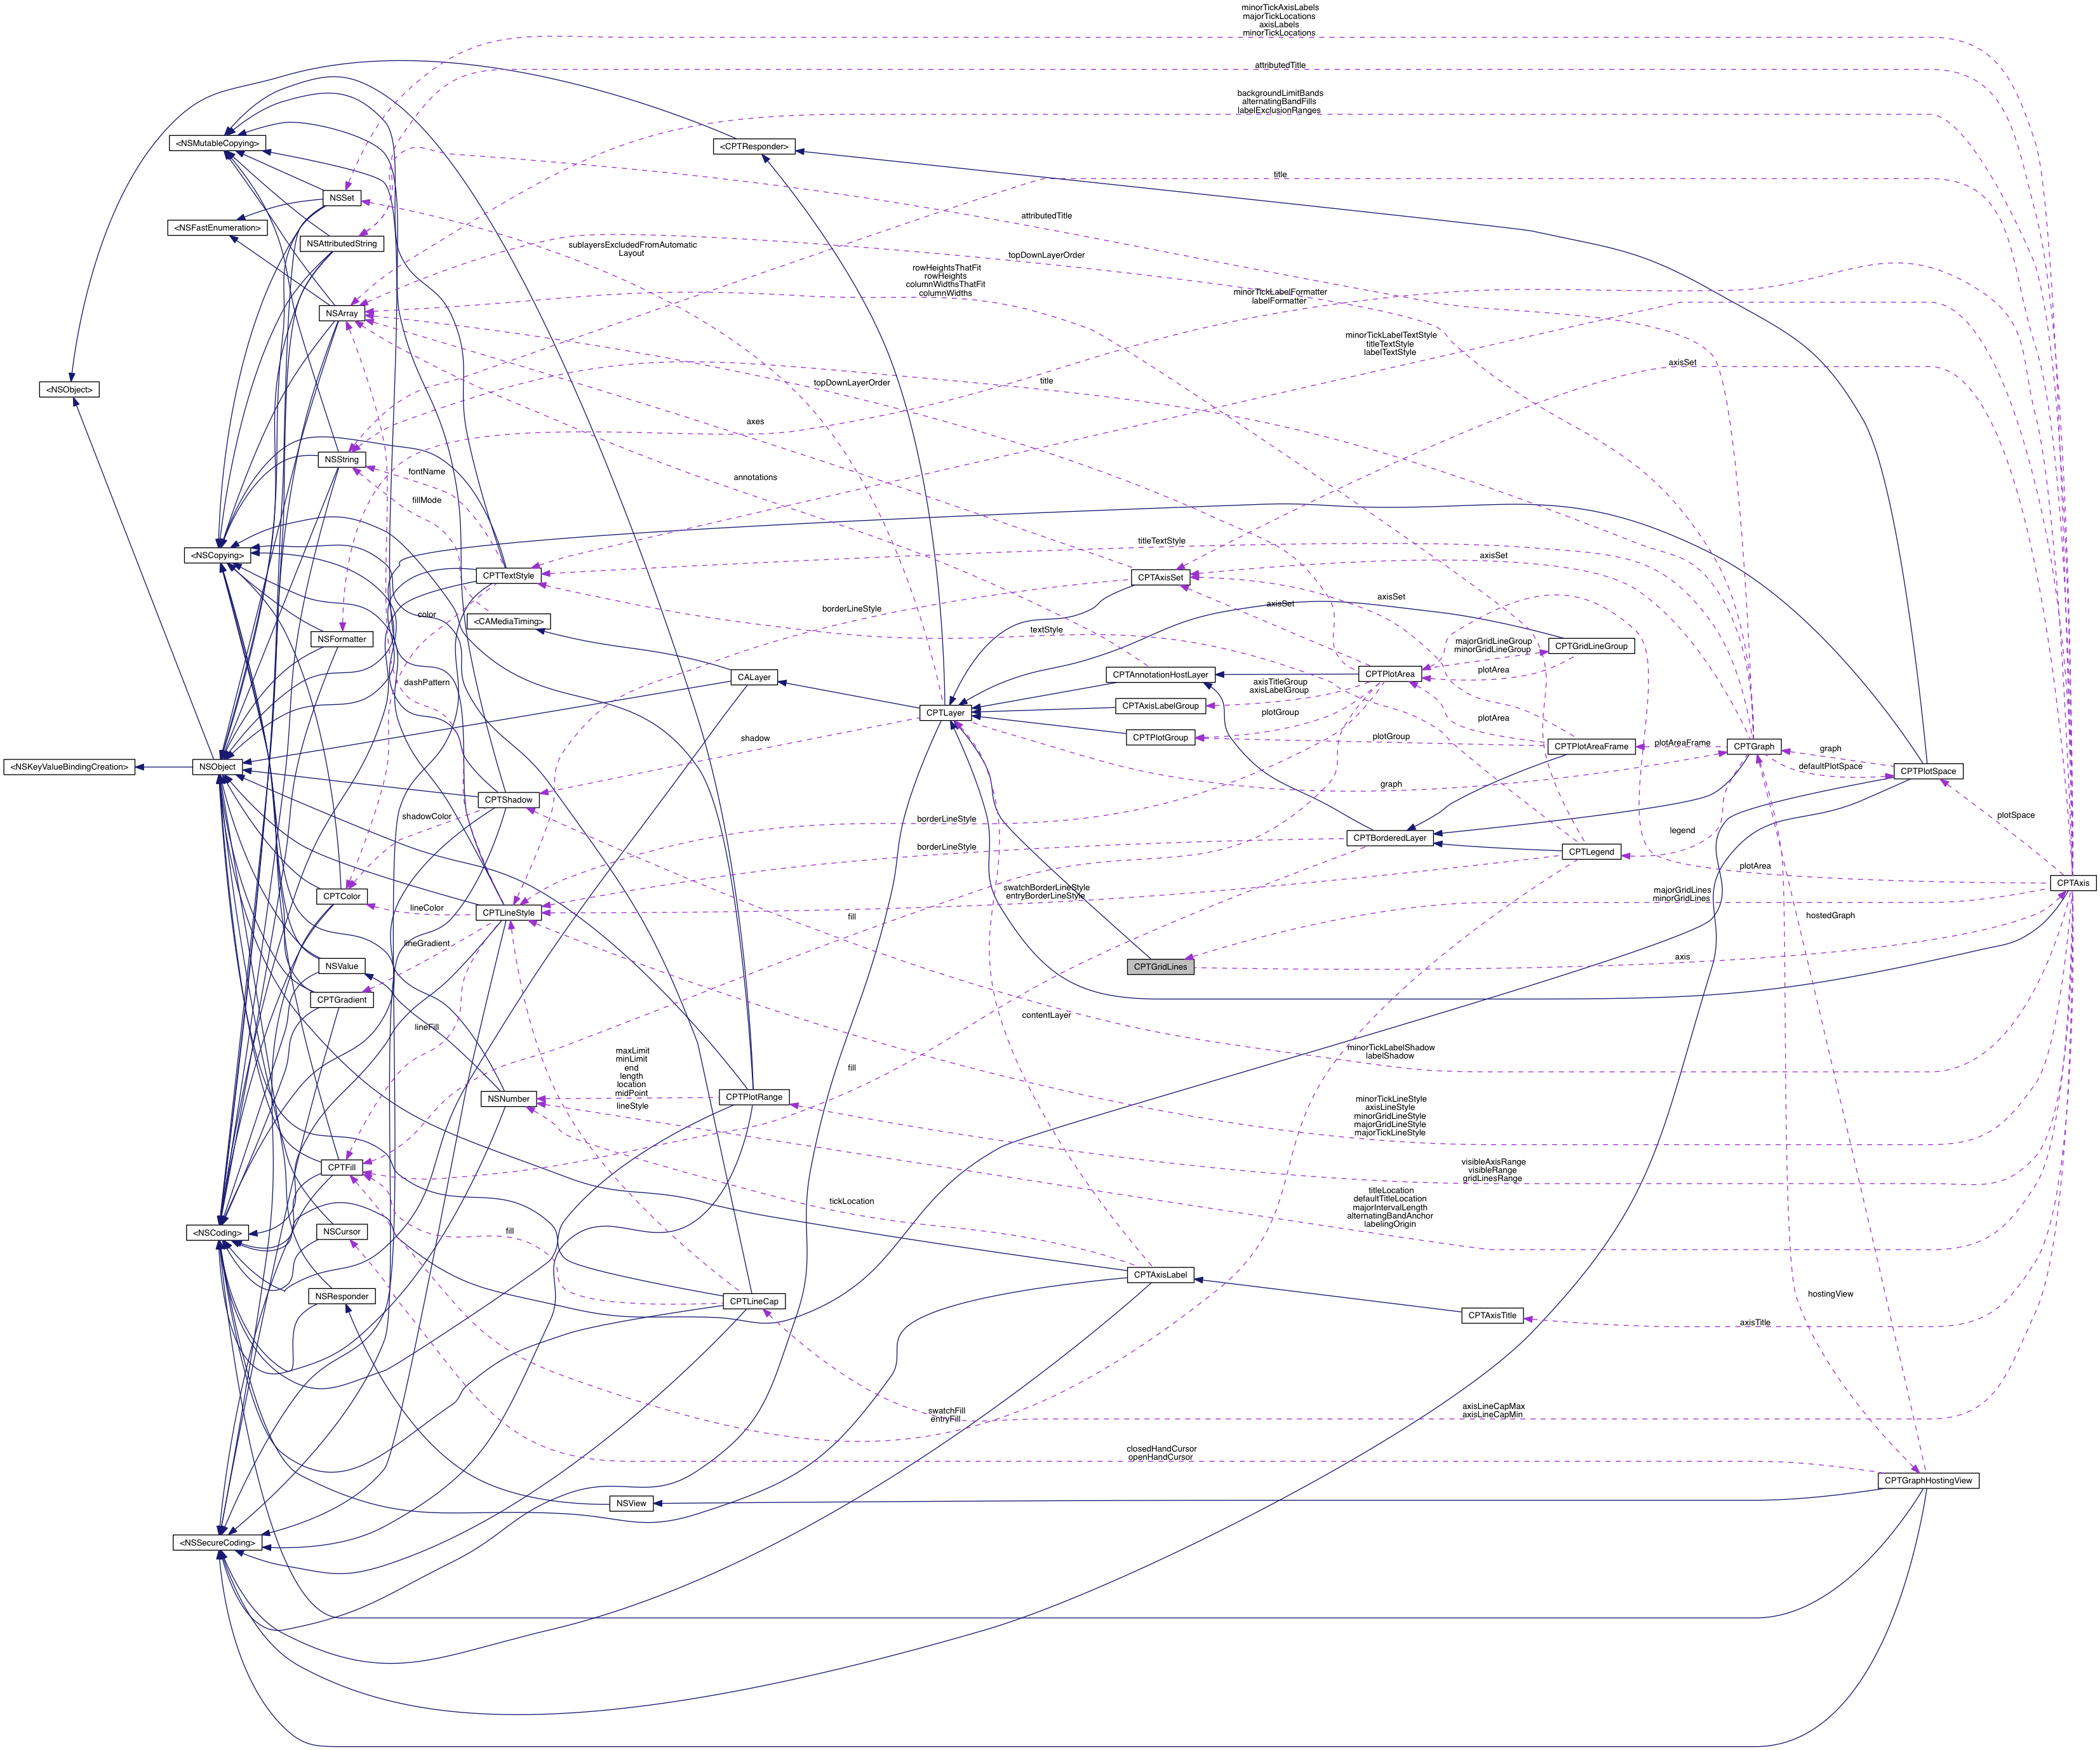 minorTickAxisLabels
majorTickLocations
axisLabels
minorTickLocations
attributedTitle
backgroundLimitBands
alternatingBandFills
labelExclusionRanges
<NSMutableCopying>
<CPTResponder>
title
NSSet
attributedTitle
<NSFastEnumeration>
NSAttributedString
sublayersExcludedFromAutomatic
Layout
topDownLayerOrder
rowHeightsThatFit
rowHeights
columnWidthsThatFit
columnWidths
minorTickLabelFormatter
labelFormatter
NSArray
minorTickLabelTextStyle
titleTextStyle
labelTextStyle
axisSet
<NSObject>
topDownLayerOrder
title
axes
NSString
fontName
annotations
fillMode
titleTextStyle
<NSCopying>
axisSet
CPTTextStyle
CPTAxisSet
color
borderLineStyle
axisSet
axisSet
<CAMediaTiming>
textStyle
NSFormatter
majorGridLineGroup
minorGridLineGroup
CPTGridLineGroup
plotArea
CALayer
CPTAnnotationHostLayer
CPTPlotArea
dashPattern
axisTitleGroup
axisLabelGroup
CPTAxisLabelGroup
CPTLayer
plotGroup
plotArea
shadow
CPTPlotGroup
plotGroup
CPTPlotAreaFrame
plotAreaFrame
CPTGraph
graph
<NSKeyValueBindingCreation>
NSObject
defaultPlotSpace
CPTPlotSpace
graph
CPTShadow
shadowColor
borderLineStyle
plotSpace
legend
CPTBorderedLayer
borderLineStyle
CPTLegend
plotArea
CPTAxis
swatchBorderLineStyle
entryBorderLineStyle
majorGridLines
minorGridLines
CPTColor
lineColor
CPTLineStyle
fill
hostedGraph
lineGradient
axis
NSValue
CPTGridLines
CPTGradient
contentLayer
lineFill
minorTickLabelShadow
labelShadow
maxLimit
minLimit
end
length
location
midPoint
fill
NSNumber
CPTPlotRange
lineStyle
minorTickLineStyle
axisLineStyle
minorGridLineStyle
majorGridLineStyle
majorTickLineStyle
CPTFill
visibleAxisRange
visibleRange
gridLinesRange
titleLocation
defaultTitleLocation
majorIntervalLength
alternatingBandAnchor
labelingOrigin
tickLocation
<NSCoding>
NSCursor
fill
CPTAxisLabel
NSResponder
CPTLineCap
hostingView
CPTAxisTitle
axisTitle
swatchFill
entryFill
axisLineCapMax
axisLineCapMin
closedHandCursor
openHandCursor
CPTGraphHostingView
NSView
<NSSecureCoding>